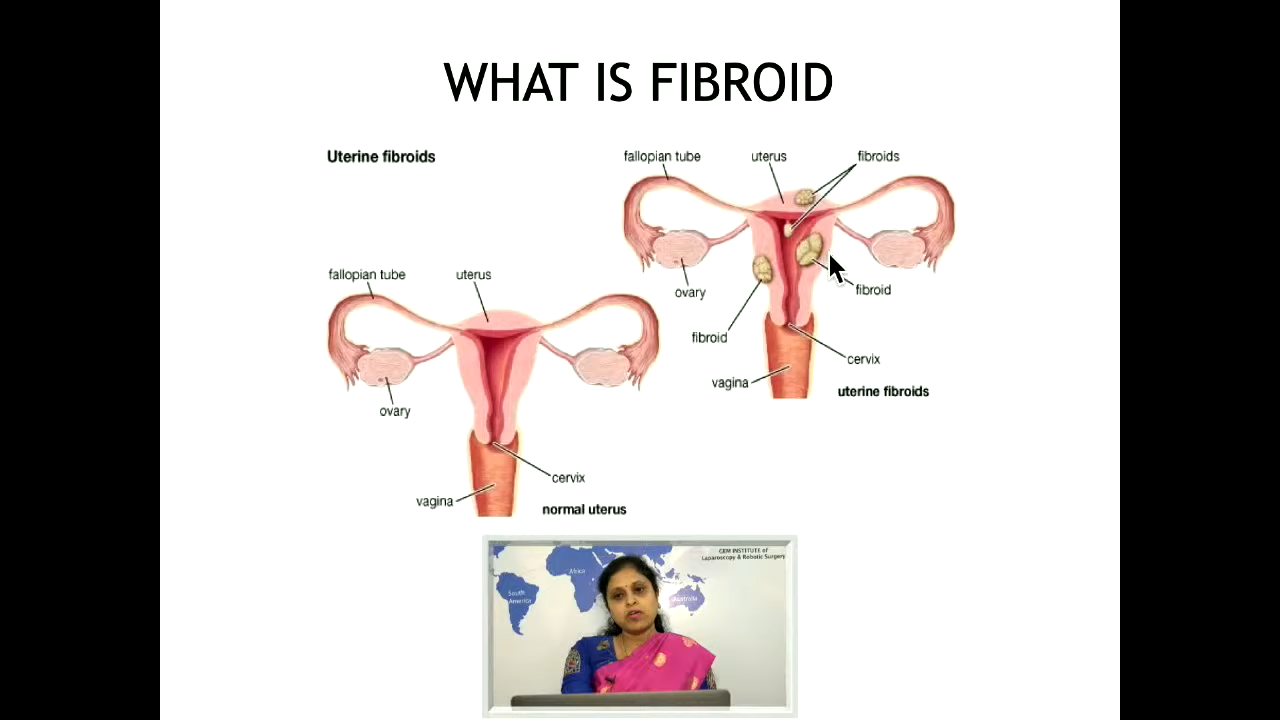 WHAT IS FIBROID
Uterine fibroids
fallopian tube
uterus
fibroids
ovary
fibroid
fibroid
cervix
vagina
uterine fibroids
fallopian tube
uterus
ovary
cervix
vagina
normal uterus
GEM INSTITUTE of
Laparoscopy & Robotic Surgery
Africa
South
America
Australia